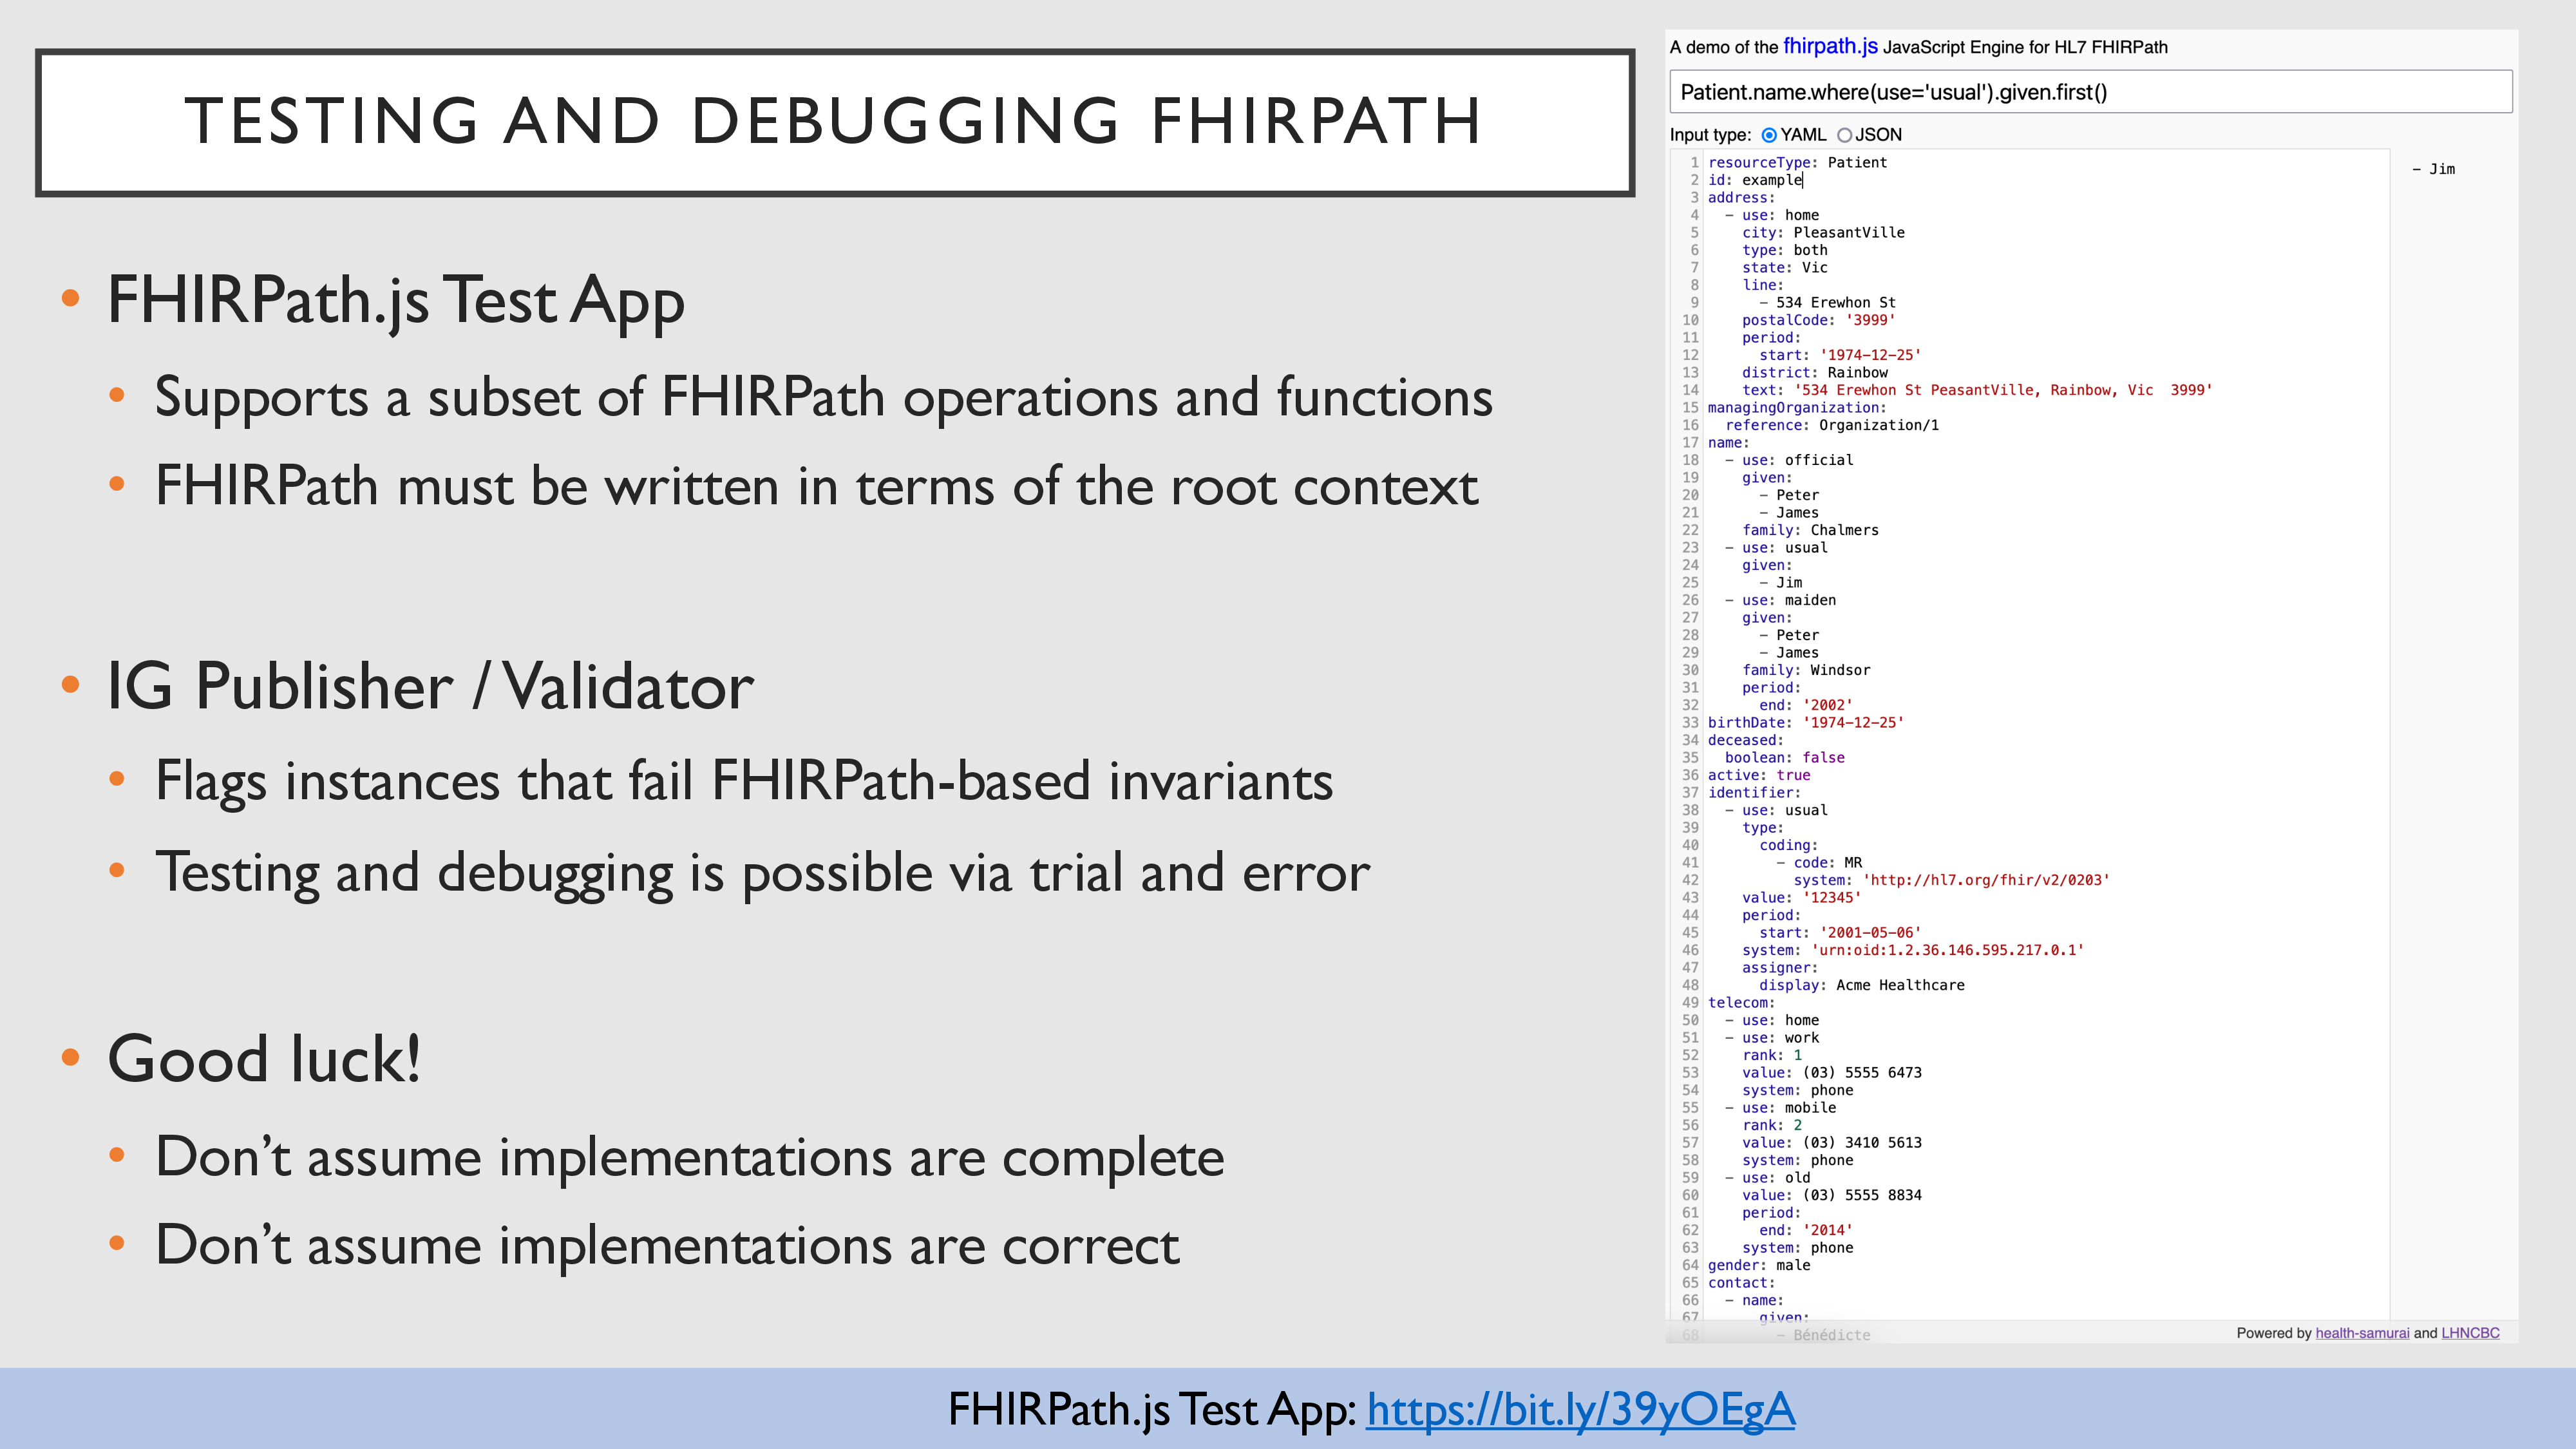 TESTING AND DEBUGGING FHIRPATH
• FHIRPath.js Test App
• Supports a subset of FHIRPath operations and functions
• FHIRPath must be written in terms of the root context
• IG Publisher / Validator
• Flags instances that fail FHIRPath-based invariants
• Testing and debugging is possible via trial and error
• Good luck!
• Don’t assume implementations are complete
• Don’t assume implementations are correct
A demo of the fhirpath.js JavaScript Engine for HL7 FHIRPath
Patient.name.where(use='usual').given.first()
Input type: YAML JSON
1 resourceType: Patient
2 id: example
3 address:
4   - use: home
5     city: PleasantVille
6     type: both
7     state: Vic
8     line:
9       - 534 Erewhon St
10     postalCode: '3999'
11     period:
12       start: '1974-12-25'
13     district: Rainbow
14     text: '534 Erewhon St PeasantVille, Rainbow, Vic  3999'
15 managingOrganization:
16   reference: Organization/1
17 name:
18   - use: official
19     given:
20       - Peter
21       - James
22     family: Chalmers
23   - use: usual
24     given:
25       - Jim
26   - use: maiden
27     given:
28       - Peter
29       - James
30     family: Windsor
31     period:
32       end: '2002'
33 birthDate: '1974-12-25'
34 deceased:
35   boolean: false
36 active: true
37 identifier:
38   - use: usual
39     type:
40       coding:
41         - code: MR
42           system: 'http://hl7.org/fhir/v2/0203'
43     value: '12345'
44     period:
45       start: '2001-05-06'
46     system: 'urn:oid:1.2.36.146.595.217.0.1'
47     assigner:
48       display: Acme Healthcare
49 telecom:
50   - use: home
51   - use: work
52     rank: 1
53     value: (03) 5555 6473
54     system: phone
55   - use: mobile
56     rank: 2
57     value: (03) 3410 5613
58     system: phone
59   - use: old
60     value: (03) 5555 8834
61     period:
62       end: '2014'
63     system: phone
64 gender: male
65 contact:
66   - name:
67       given:
68         - Bénédicte
- Jim
Powered by health-samurai and LHNCBC
FHIRPath.js Test App: https://bit.ly/39yOEgA